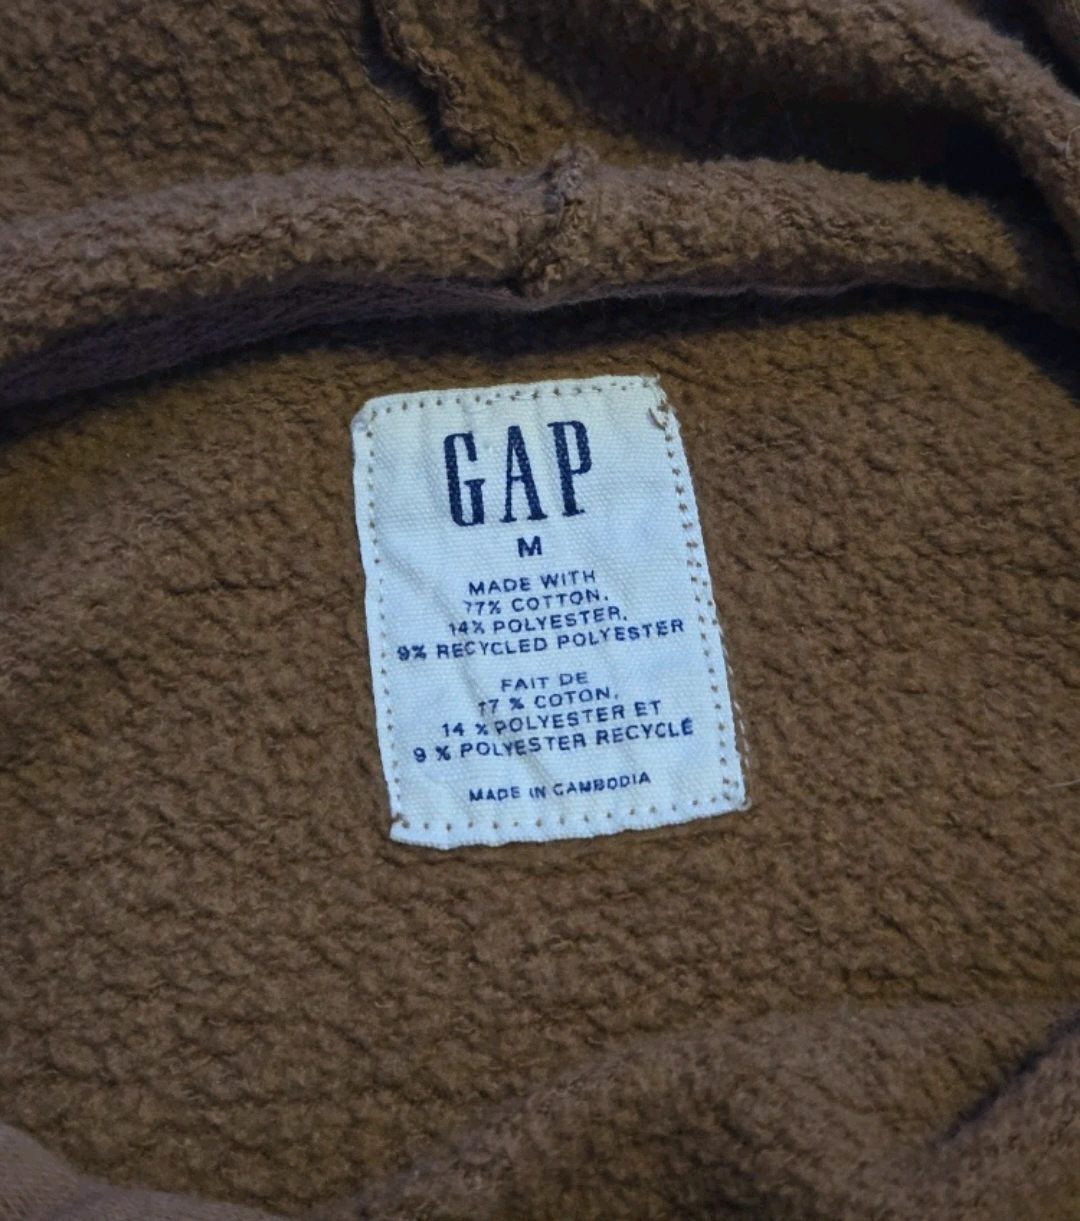 GAP
M
MADE WITH
77% COTTON,
14% POLYESTER,
9% RECYCLED POLYESTER
FAIT DE
77 % COTON,
14 % POLYESTER ET
9 % POLYESTER RECYCLÉ
MADE IN CAMBODIA